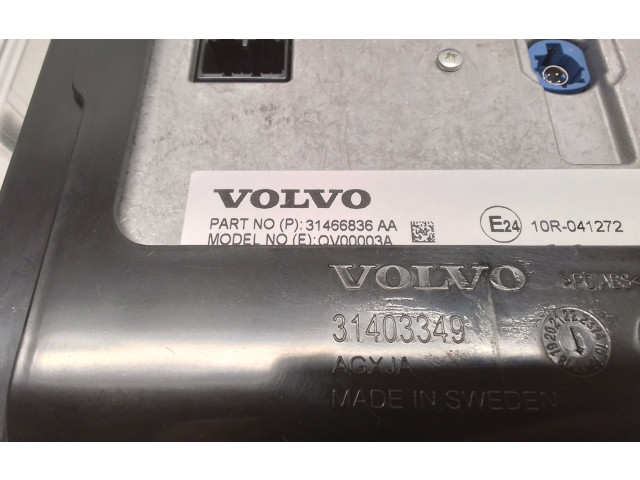 VOLVO
PART NO (P): 31466836 AA
MODEL NO (E): QV00003A
E24 10R-041272
VOLVO
>PC/ABS<
31403349
AGYJA
MADE IN SWEDEN